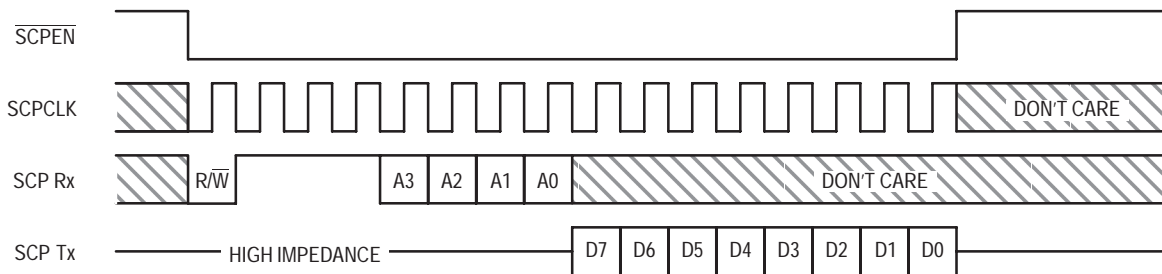 S̅C̅P̅E̅N̅
SCPCLK DON'T CARE
SCP Rx R/W̅ A3 A2 A1 A0 DON'T CARE
SCP Tx HIGH IMPEDANCE D7 D6 D5 D4 D3 D2 D1 D0